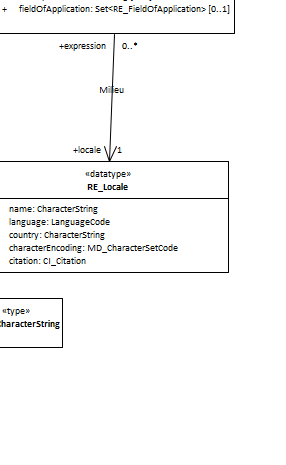 + fieldOfApplication: Set<RE_FieldOfApplication> [0..1]
+expression 0..*
Milieu
+locale 1
«datatype»
RE_Locale
name: CharacterString
language: LanguageCode
country: CharacterString
characterEncoding: MD_CharacterSetCode
citation: CI_Citation
«type»
CharacterString